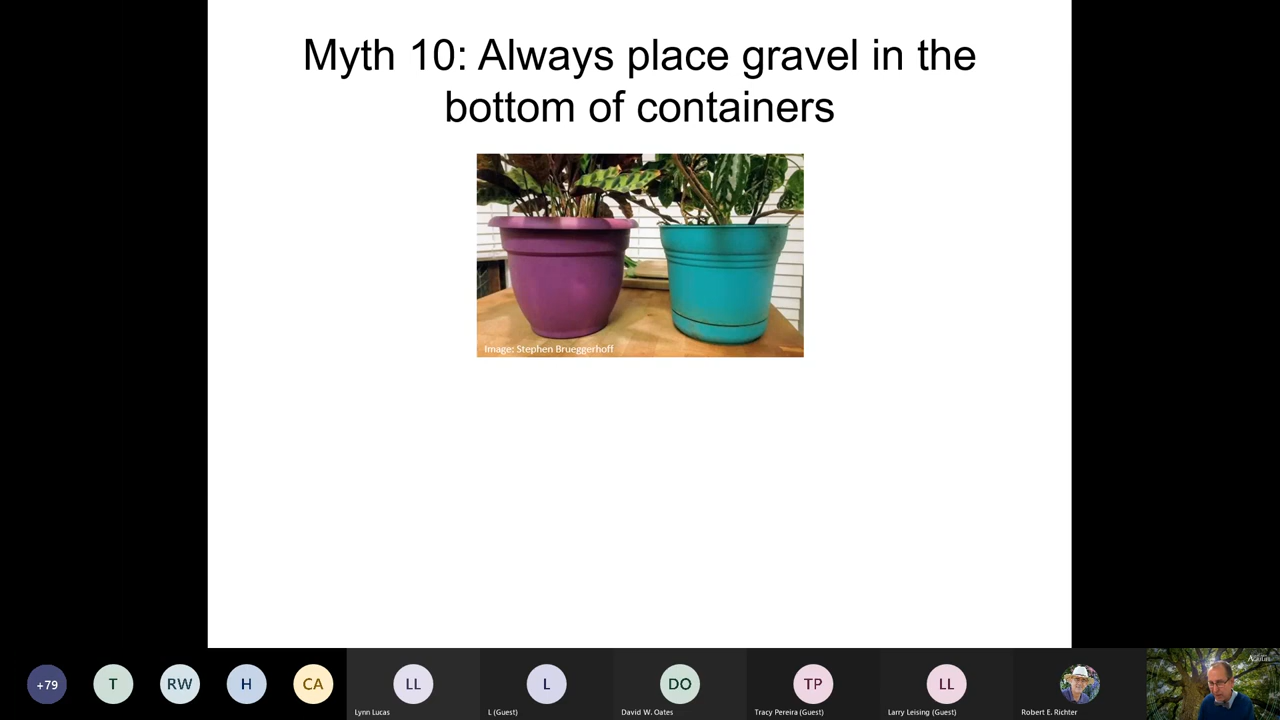 Myth 10: Always place gravel in the
bottom of containers
Image: Stephen Brueggerhoff
+79
T
RW
H
CA
LL
L
DO
TP
LL
Lynn Lucas
L (Guest)
David W. Oates
Tracy Pereira (Guest)
Larry Leising (Guest)
Robert E. Richter